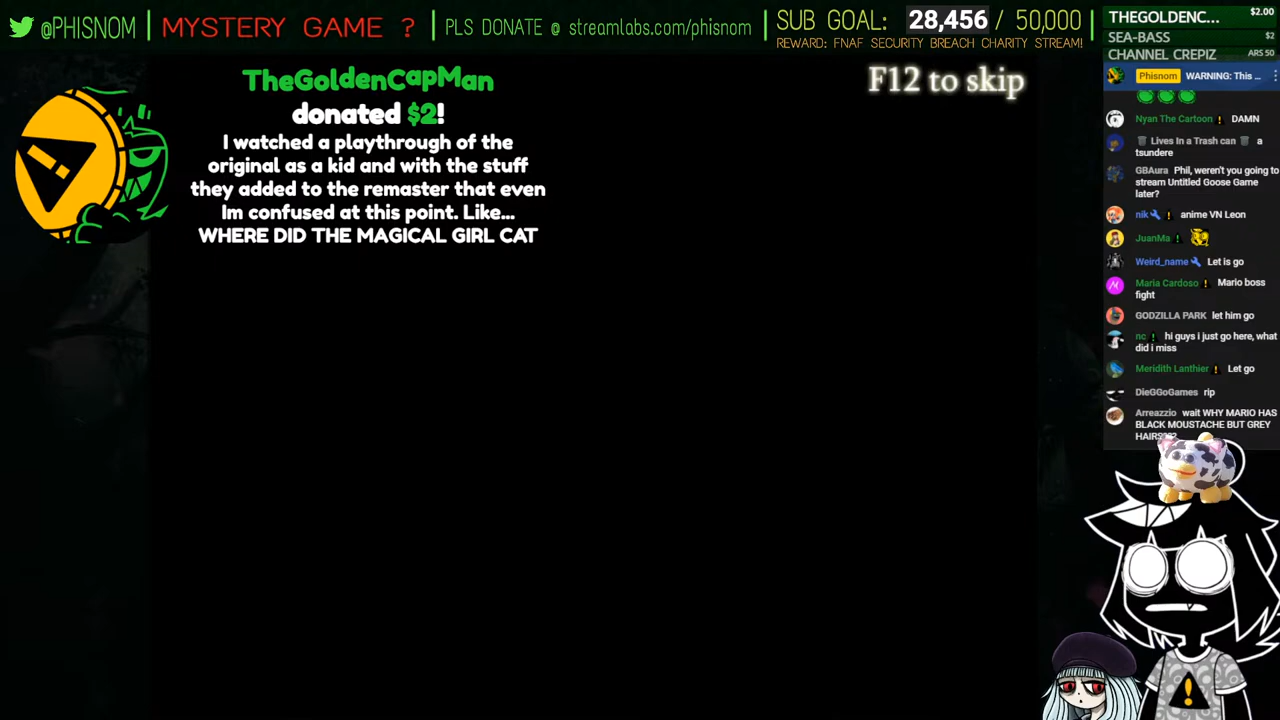 @PHISNOM | MYSTERY GAME ? | PLS DONATE @ streamlabs.com/phisnom | SUB GOAL: 28,456 / 50,000 |
REWARD: FNAF SECURITY BREACH CHARITY STREAM!
THEGOLDENC... $2.00
SEA-BASS $2
CHANNEL CREPIZ ARS 50
TheGoldenCapMan
donated $2!
I watched a playthrough of the
original as a kid and with the stuff
they added to the remaster that even
Im confused at this point. Like...
WHERE DID THE MAGICAL GIRL CAT
F12 to skip
Phisnom WARNING: This ...
Nyan The Cartoon DAMN
Lives In a Trash can a
tsundere
GBAura Phil, weren't you going to
stream Untitled Goose Game
later?
nik anime VN Leon
JuanMa
Weird_name Let is go
Maria Cardoso Mario boss
fight
GODZILLA PARK let him go
nc hi guys i just go here, what
did i miss
Meridith Lanthier Let go
DieGGoGames rip
Arreazzio wait WHY MARIO HAS
BLACK MOUSTACHE BUT GREY
HAIRS???